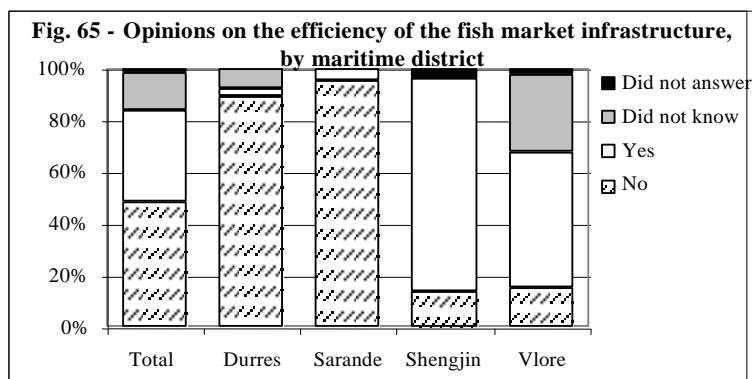 Fig. 65 - Opinions on the efficiency of the fish market infrastructure,
by maritime district
100%
80%
60%
40%
20%
0%
Total Durres Sarande Shengjin Vlore
Did not answer
Did not know
Yes
No